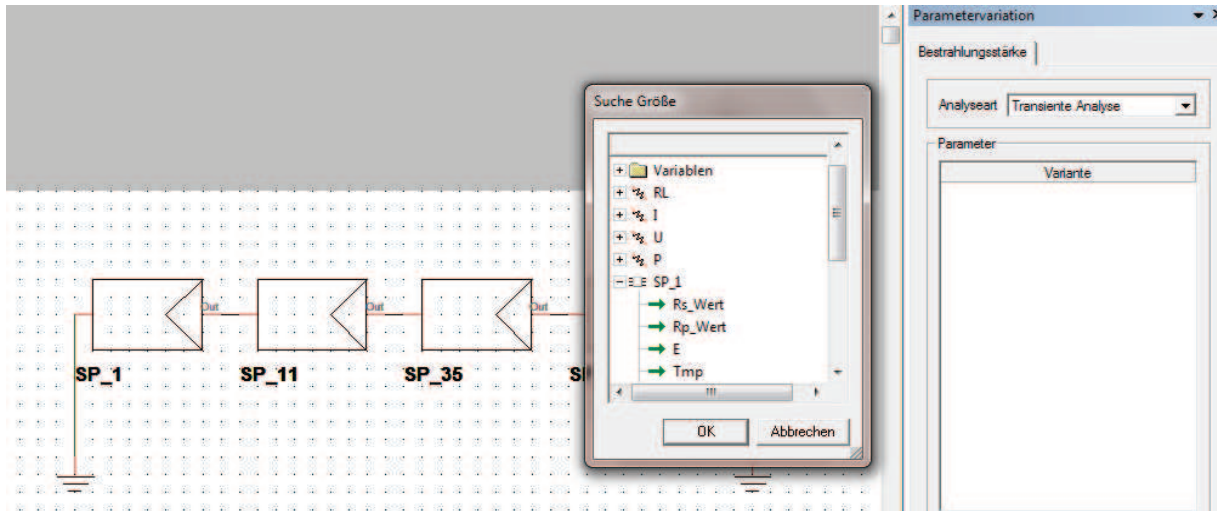 Parametervariation
Bestrahlungsstärke
Analyseart Transiente Analyse
Parameter
Variante
Suche Größe
Variablen
RL
I
U
P
SP_1
Rs_Wert
Rp_Wert
E
Tmp
OK Abbrechen
Out Out Out
SP_1 SP_11 SP_35